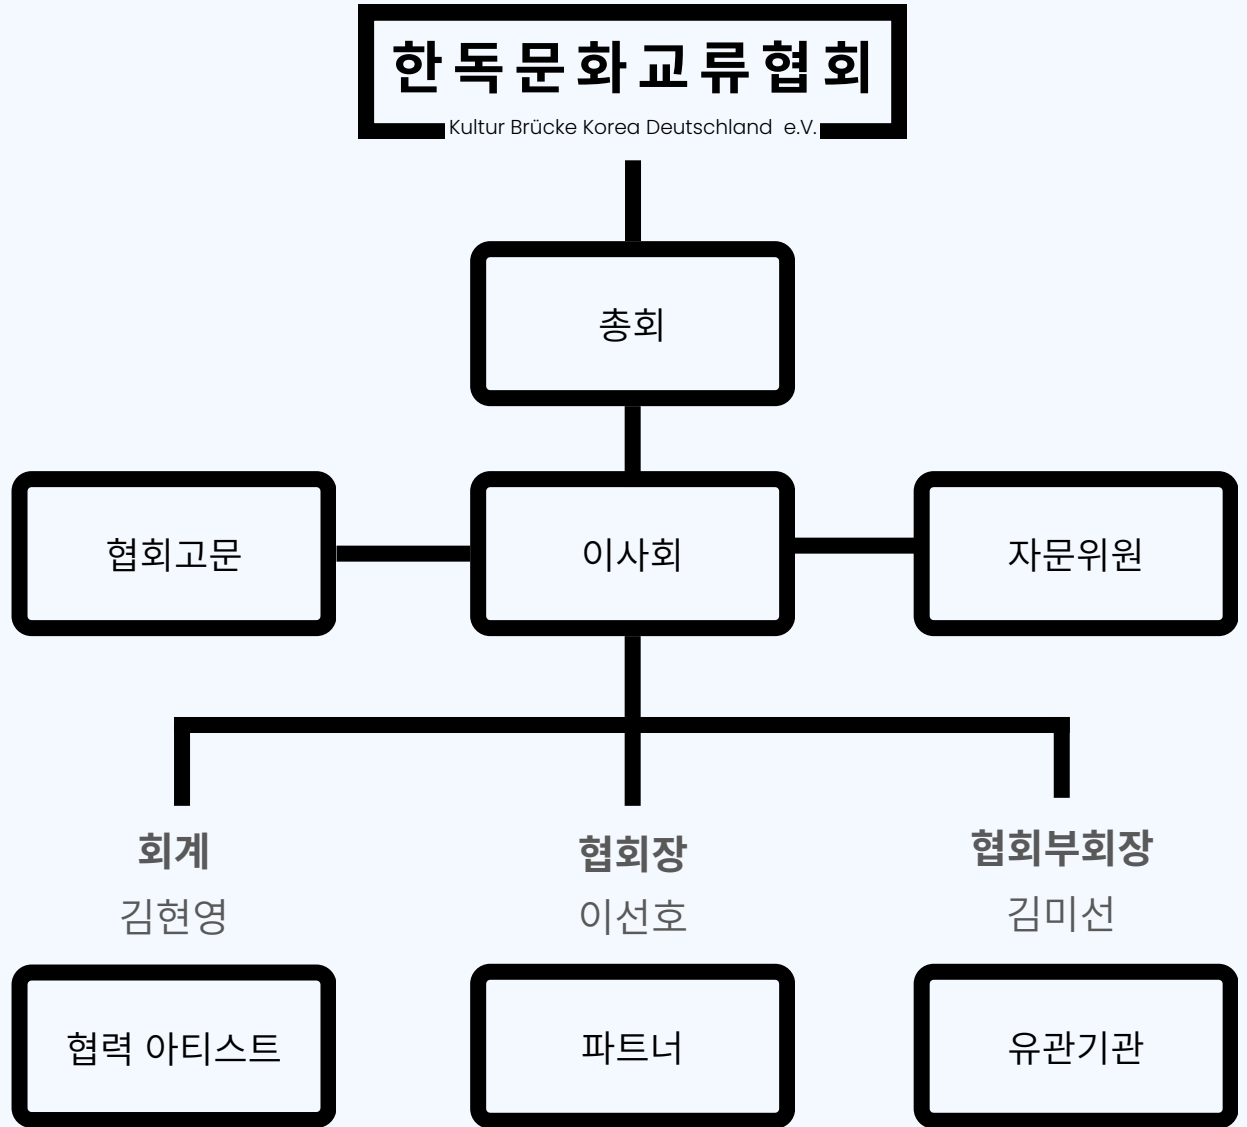 한독문화교류협회
Kultur Brücke Korea Deutschland e.V.
총회
협회고문
이사회
자문위원
회계
협회장
협회부회장
김현영
이선호
김미선
협력 아티스트
파트너
유관기관